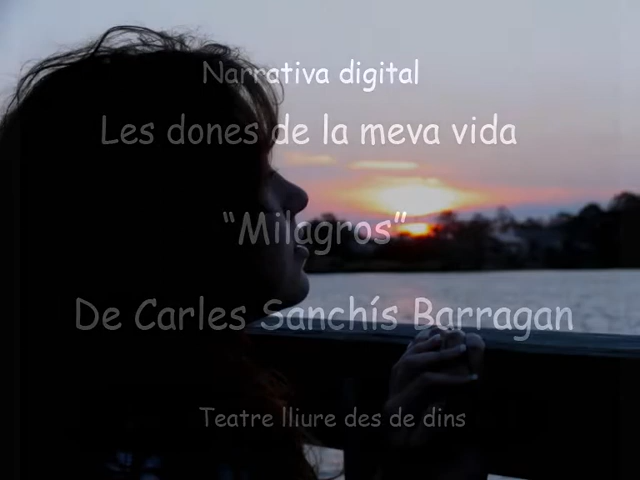 Narrativa digital
Les dones de la meva vida
“Milagros”
De Carles Sanchís Barragan
Teatre lliure des de dins